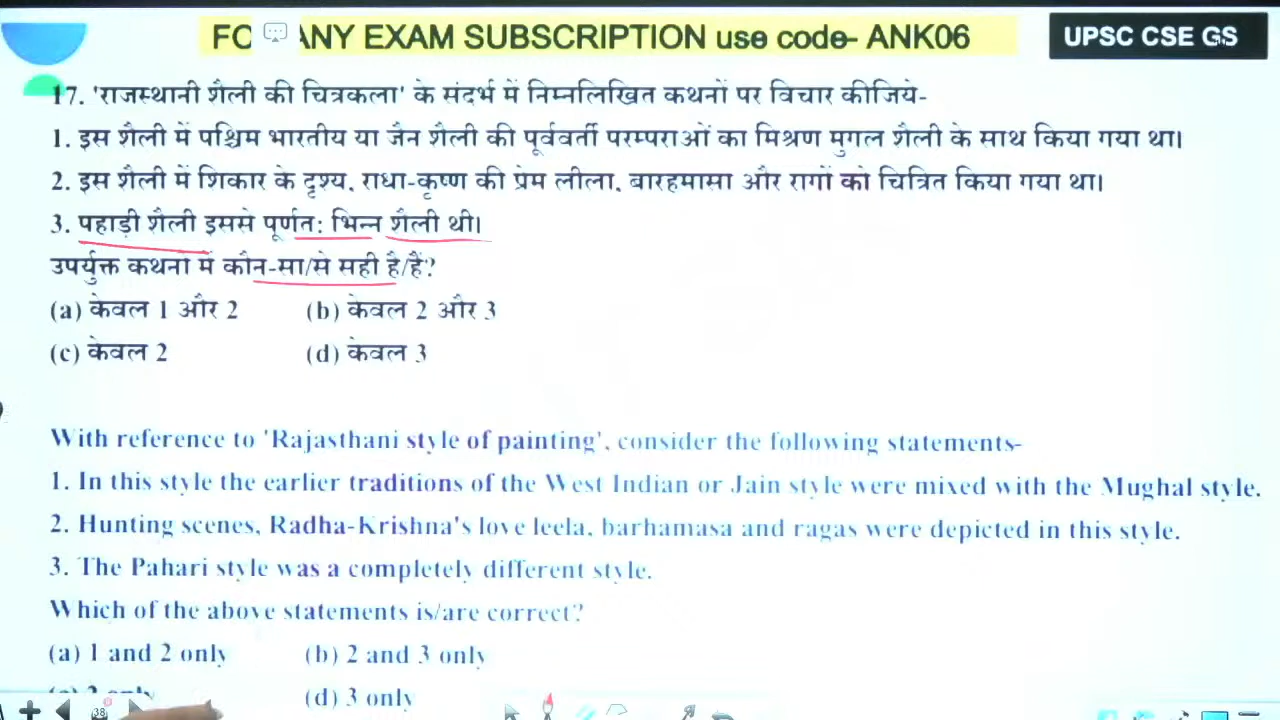 ANY EXAM SUBSCRIPTION use code- ANK06
UPSC CSE GS
17. 'राजस्थानी शैली की चित्रकला' के संदर्भ में निम्नलिखित कथनों पर विचार कीजिये-
1. इस शैली में पश्चिम भारतीय या जैन शैली की पूर्ववर्ती परम्पराओं का मिश्रण मुगल शैली के साथ किया गया था।
2. इस शैली में शिकार के दृश्य, राधा-कृष्ण की प्रेम लीला, बारहमासा और रागों को चित्रित किया गया था।
3. पहाड़ी शैली इससे पूर्णत: भिन्न शैली थी।
उपर्युक्त कथनों में कौन-सा/से सही है/हैं?
(a) केवल 1 और 2 (b) केवल 2 और 3
(c) केवल 2 (d) केवल 3
With reference to 'Rajasthani style of painting', consider the following statements-
1. In this style the earlier traditions of the West Indian or Jain style were mixed with the Mughal style.
2. Hunting scenes, Radha-Krishna's love leela, barhamasa and ragas were depicted in this style.
3. The Pahari style was a completely different style.
Which of the above statements is/are correct?
(a) 1 and 2 only (b) 2 and 3 only
(d) 3 only
38